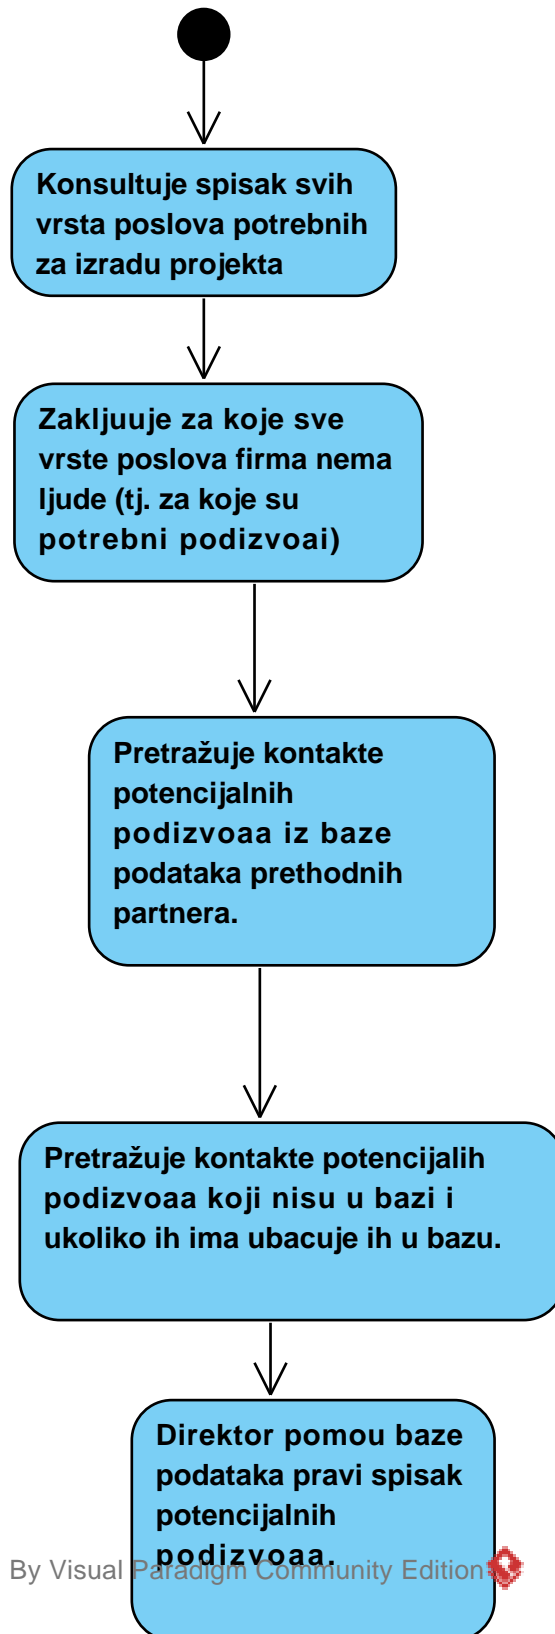 Konsultuje spisak svih
vrsta poslova potrebnih
za izradu projekta
Zakljuuje za koje sve
vrste poslova firma nema
ljude (tj. za koje su
potrebni podizvoai)
Pretražuje kontakte
potencijalnih
podizvoaa iz baze
podataka prethodnih
partnera.
Pretražuje kontakte potencijalih
podizvoaa koji nisu u bazi i
ukoliko ih ima ubacuje ih u bazu.
Direktor pomou baze
podataka pravi spisak
potencijalnih
podizvoaa.
By Visual Paradigm Community Edition